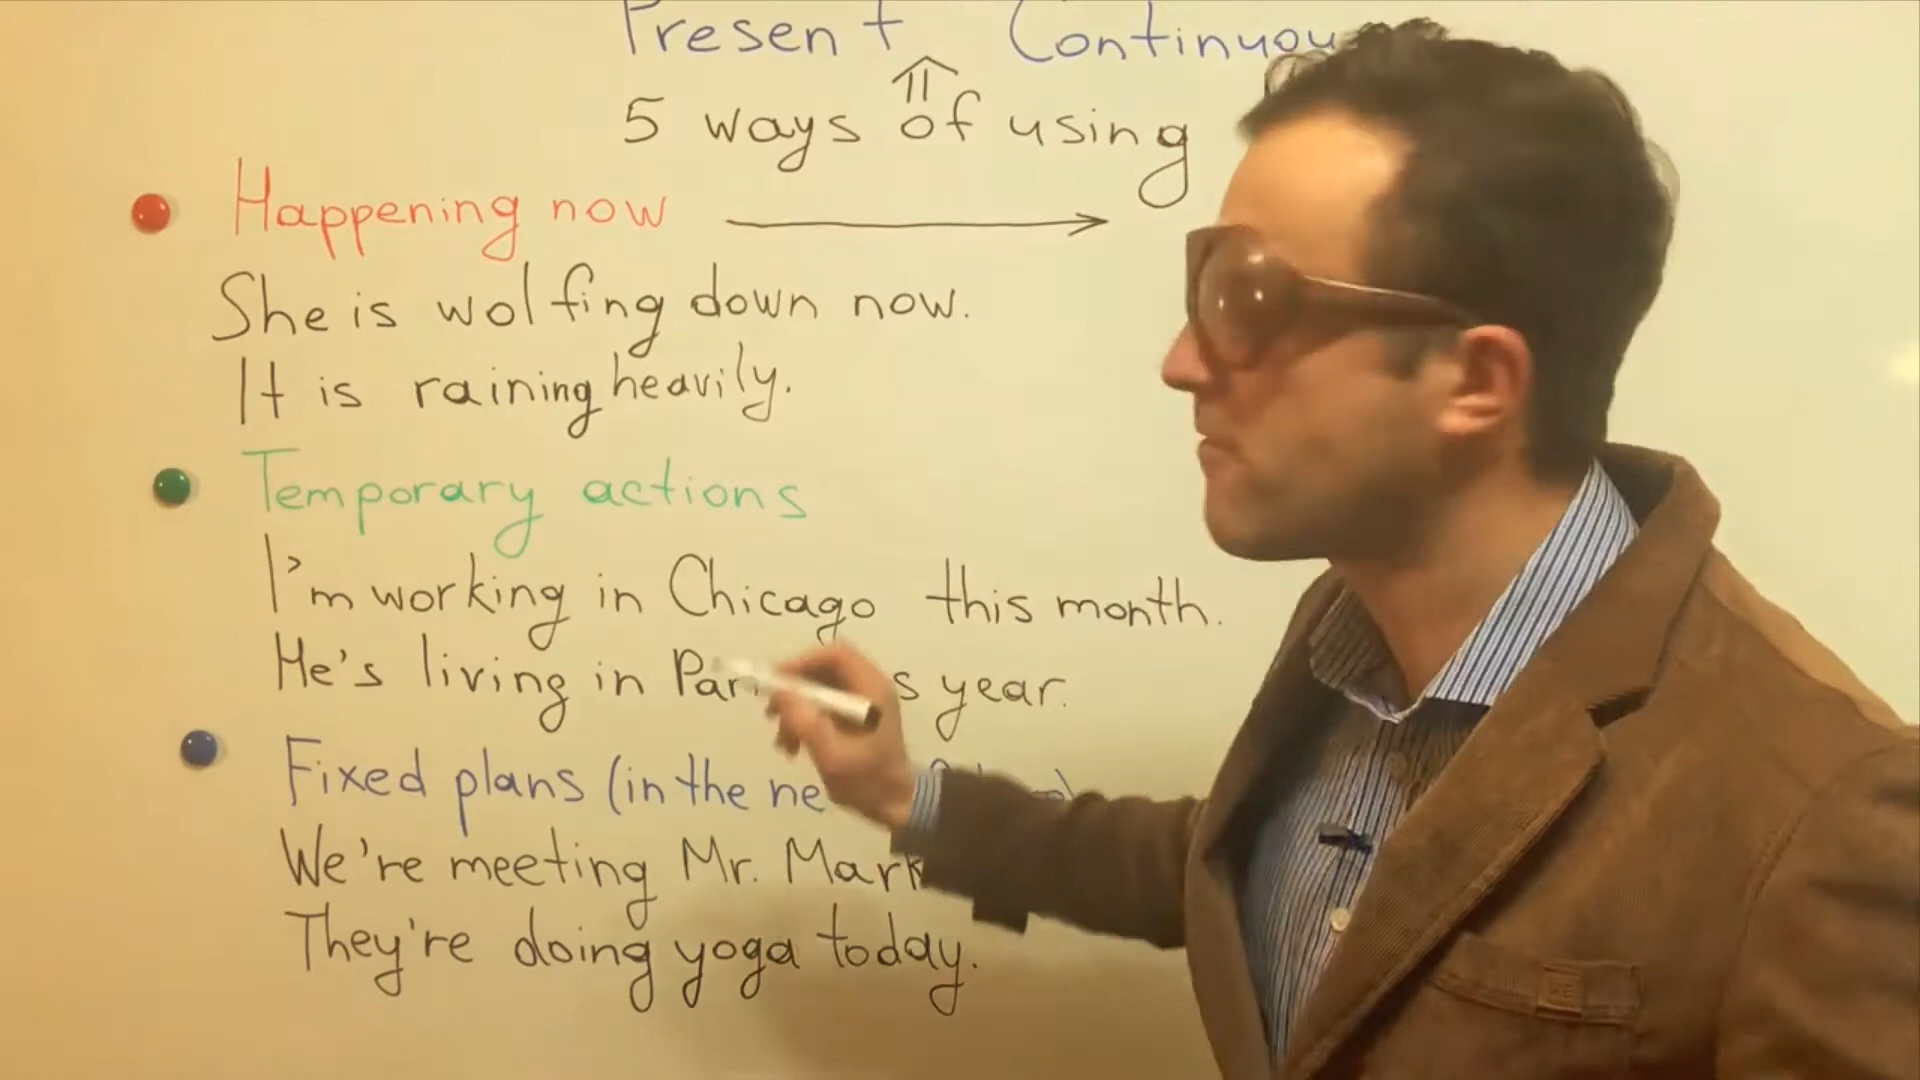 Present Continuou
5 ways of using
Happening now
She is wolfing down now.
It is raining heavily.
Temporary actions
I'm working in Chicago this month.
He's living in Par s year.
Fixed plans (in the ne
We're meeting Mr. Mark
They're doing yoga today.